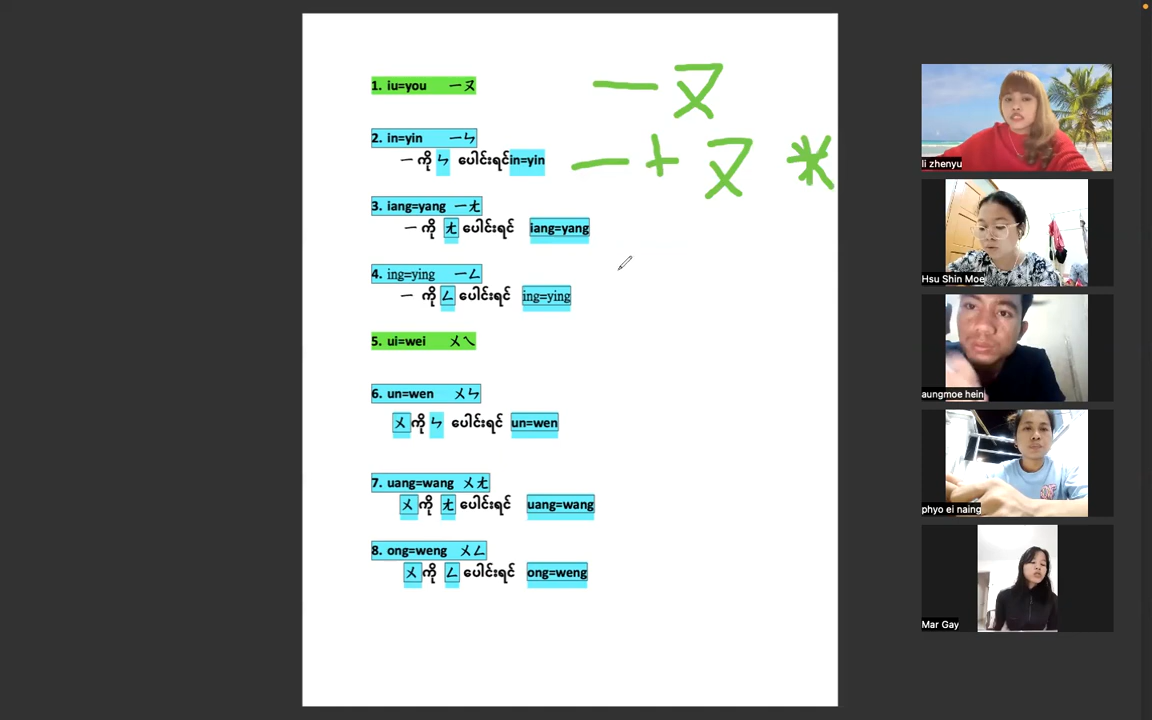 1. iu=you ㄧㄡ
ㄧㄡ
2. in=yin ㄧㄣ
ㄧ ကို ㄣ ပေါင်းရင်in=yin
ㄧ + ㄡ *
3. iang=yang ㄧㄤ
ㄧ ကို ㄤ ပေါင်းရင် iang=yang
4. ing=ying ㄧㄥ
ㄧ ကို ㄥ ပေါင်းရင် ing=ying
5. ui=wei ㄨㄟ
6. un=wen ㄨㄣ
ㄨကို ㄣ ပေါင်းရင် un=wen
7. uang=wang ㄨㄤ
ㄨကို ㄤ ပေါင်းရင် uang=wang
8. ong=weng ㄨㄥ
ㄨကို ㄥ ပေါင်းရင် ong=weng
li zhenyu
Hsu Shin Moe
aungmoe hein
phyo ei naing
Mar Gay